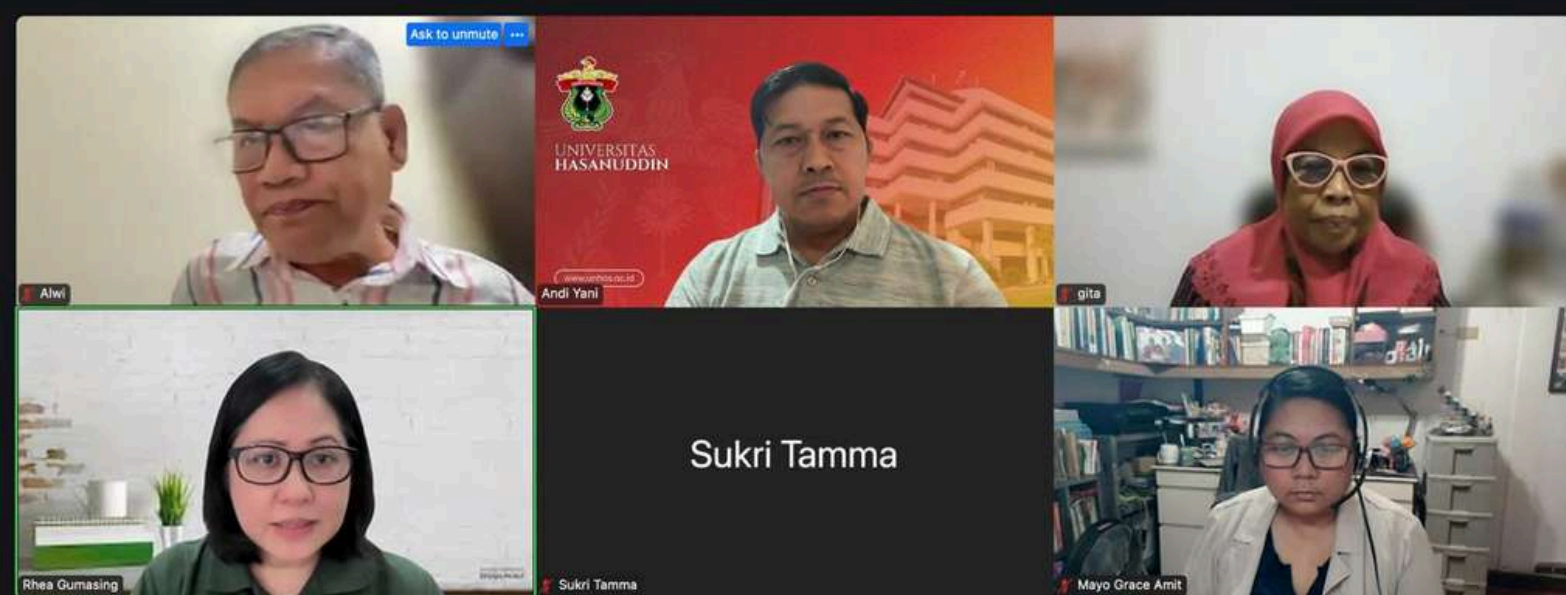 Ask to unmute ...
Alwi
UNIVERSITAS
HASANUDDIN
www.unhas.ac.id
Andi Yani
gita
Rhea Gumasing
Sukri Tamma
Sukri Tamma
Mayo Grace Amit